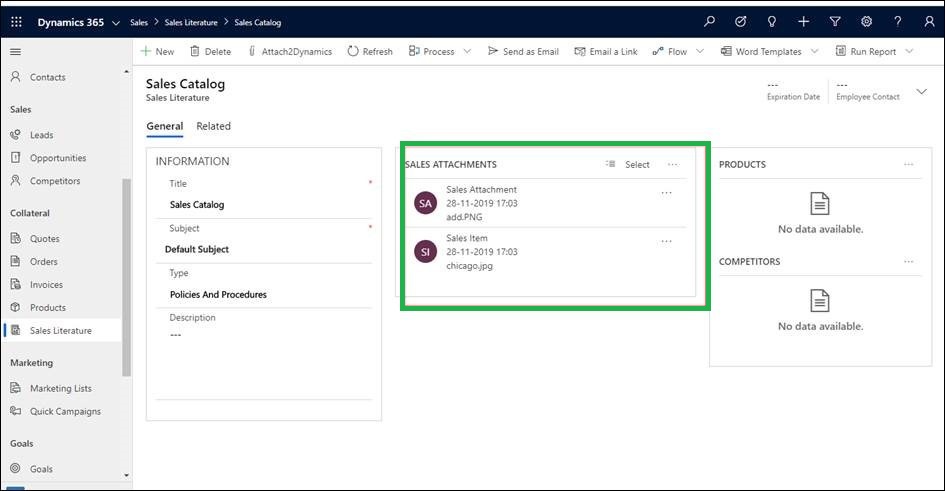 Dynamics 365 Sales > Sales Literature > Sales Catalog
New Delete Attach2Dynamics Refresh Process Send as Email Email a Link Flow Word Templates Run Report
Contacts
Sales
Leads
Opportunities
Competitors
Collateral
Quotes
Orders
Invoices
Products
Sales Literature
Marketing
Marketing Lists
Quick Campaigns
Goals
Goals
Sales Catalog
Sales Literature
---
Expiration Date
---
Employee Contact
General Related
INFORMATION
Title *
Sales Catalog
Subject *
Default Subject
Type
Policies And Procedures
Description
---
SALES ATTACHMENTS Select ...
SA
Sales Attachment ...
28-11-2019 17:03
add.PNG
SI
Sales Item ...
28-11-2019 17:03
chicago.jpg
PRODUCTS ...
No data available.
COMPETITORS ...
No data available.